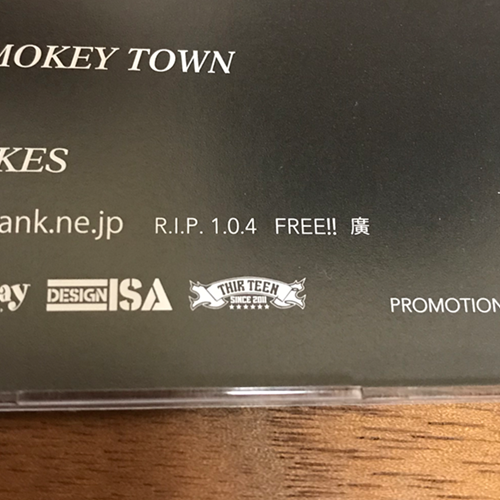 MOKEY TOWN
KES
ank.ne.jp R.I.P. 1.0.4 FREE!! 廣
ay DESIGN ISA THIR TEEN SINCE 2011 PROMOTION